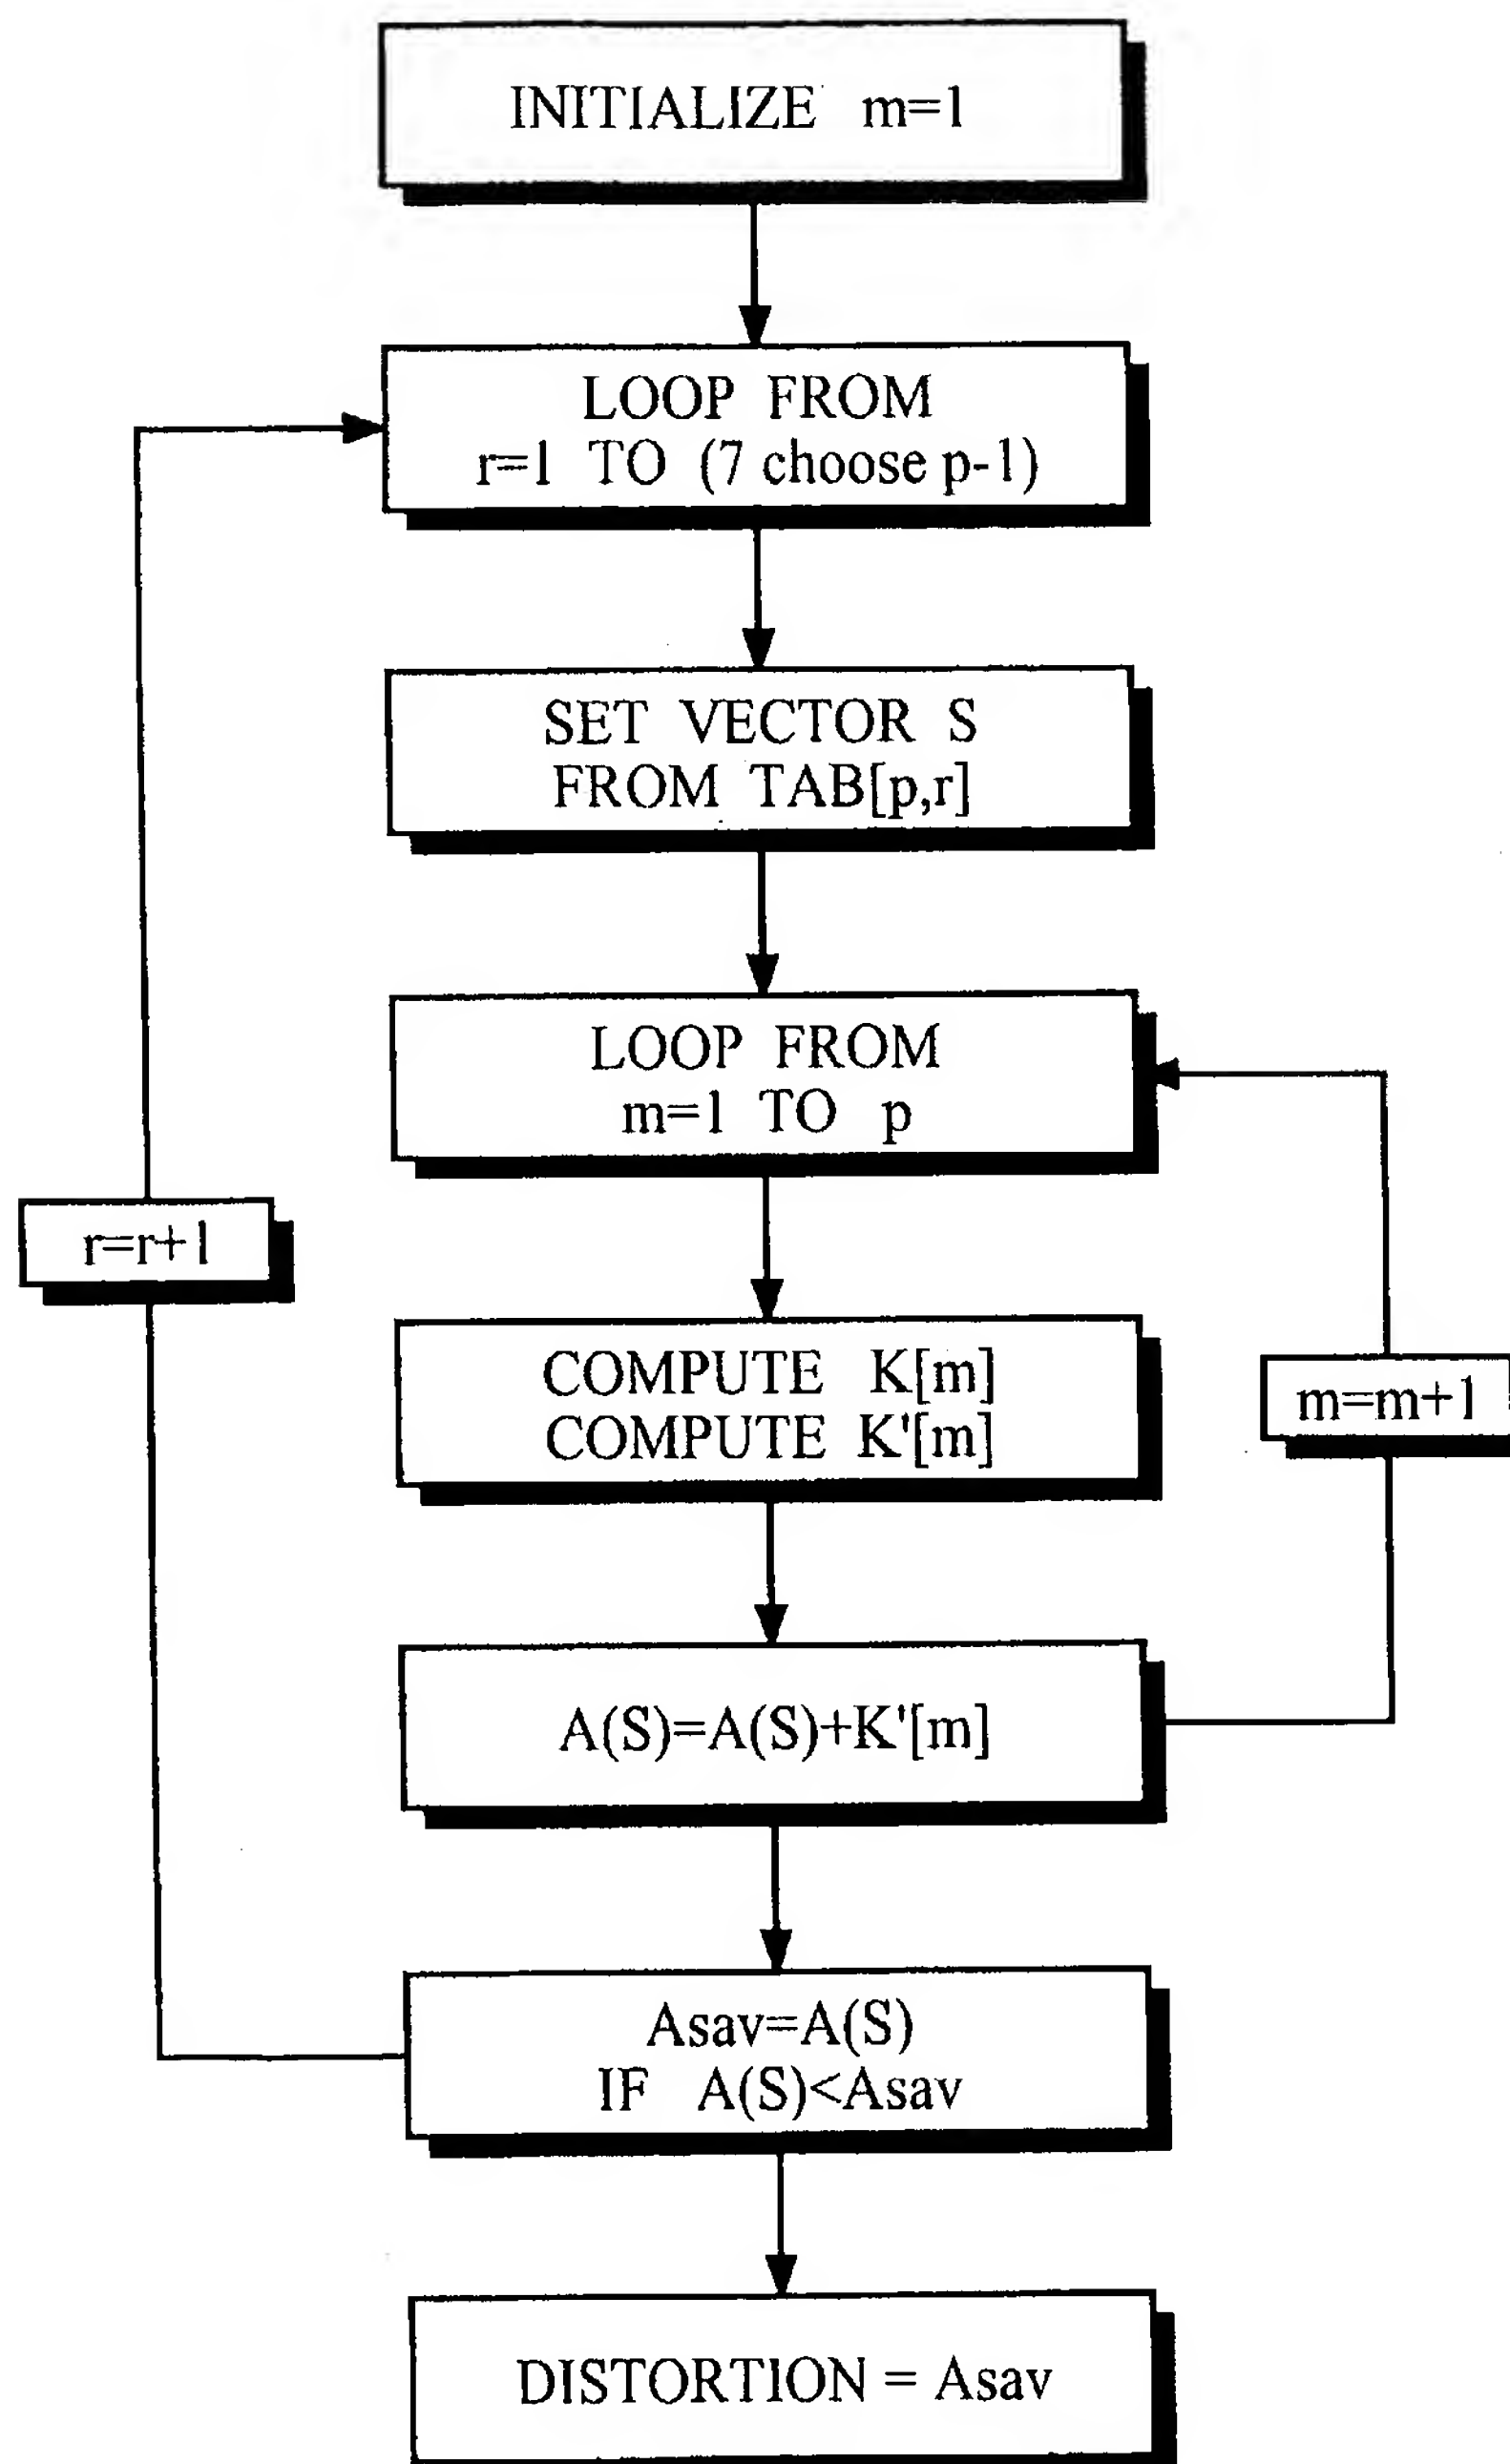 INITIALIZE m=1
LOOP FROM
r=1 TO (7 choose p-1)
SET VECTOR S
FROM TAB[p,r]
LOOP FROM
m=1 TO p
r=r+1
COMPUTE K[m]
COMPUTE K'[m]
m=m+1
A(S)=A(S)+K'[m]
Asav=A(S)
IF A(S)<Asav
DISTORTION = Asav